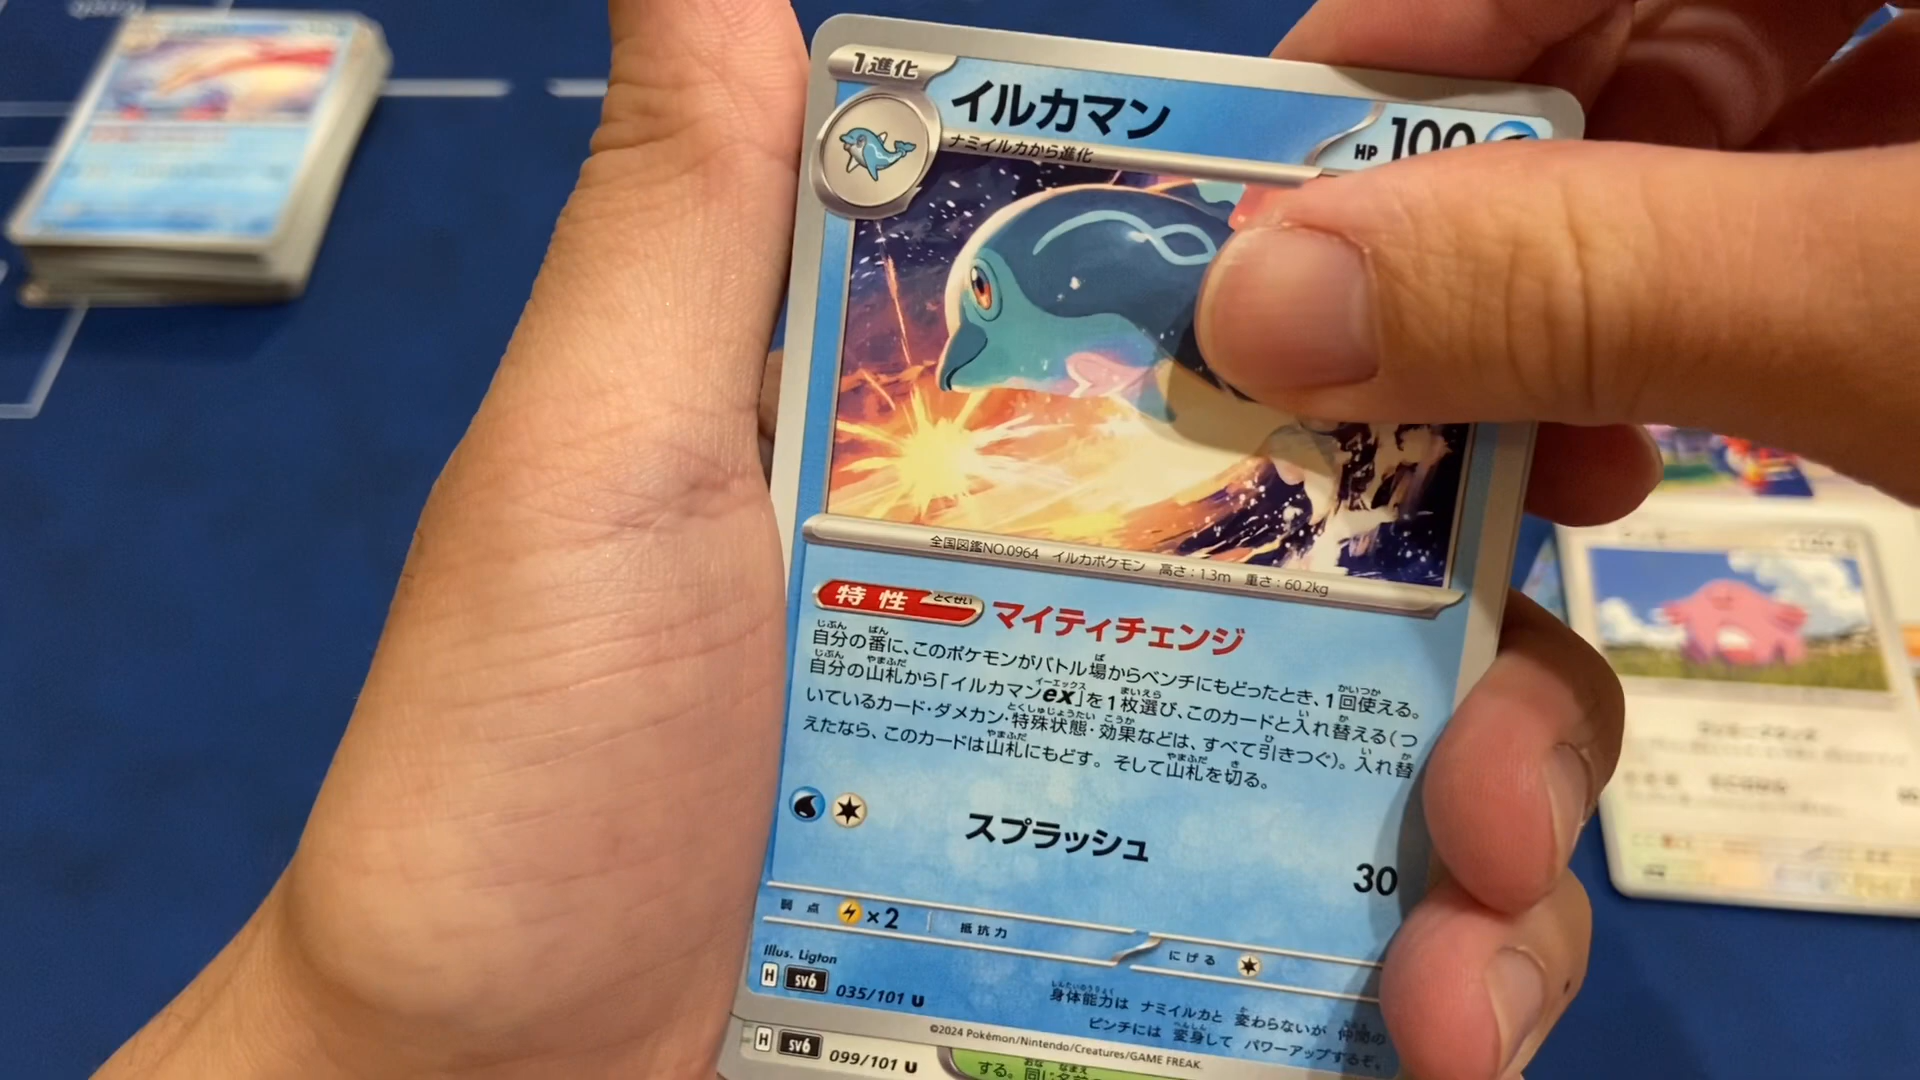 1進化
イルカマン
ナミイルカから進化
HP 100
全国図鑑NO.0964 イルカポケモン 高さ：1.3m 重さ：60.2kg
特性 とくせい マイティチェンジ
自分の番に、このポケモンがバトル場からベンチにもどったとき、1回使える。
自分の山札から「イルカマンex」を1枚選び、このカードと入れ替える（つ
いているカード・ダメカン・特殊状態・効果などは、すべて引きつぐ）。入れ替
えたなら、このカードは山札にもどす。そして山札を切る。
スプラッシュ
30
弱点 ×2 抵抗力 にげる
Illus. Ligton
H sv6 035/101 U
身体能力は ナミイルカと 変わらないが 仲間の
ピンチには 変身して パワーアップするぞ。
©2024 Pokémon/Nintendo/Creatures/GAME FREAK.
H sv6 099/101 U
する。同じ名前